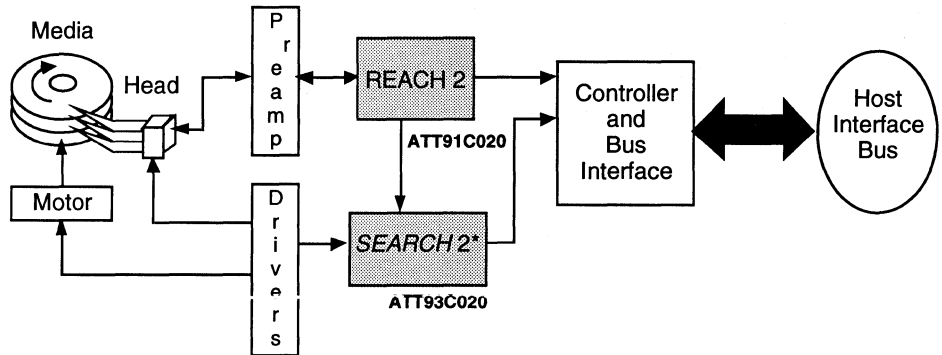 Media
Head
Motor
Preamp
Drivers
REACH 2
ATT91C020
SEARCH 2*
ATT93C020
Controller
and
Bus
Interface
Host
Interface
Bus